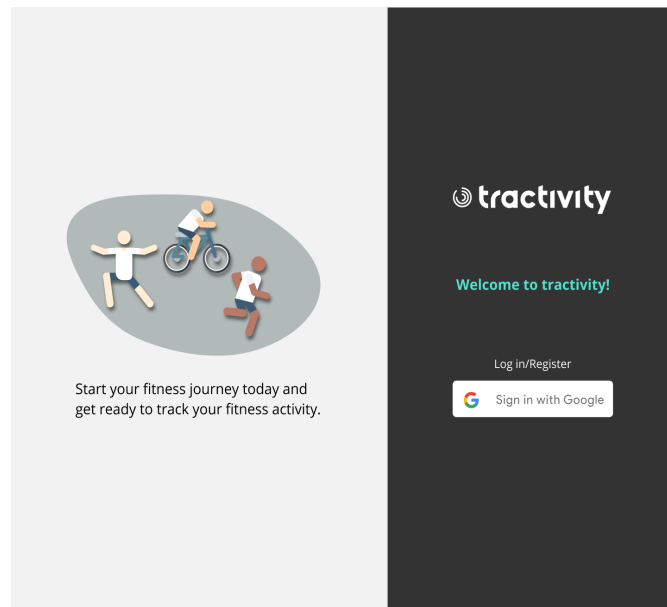 Start your fitness journey today and
get ready to track your fitness activity.
tractivity
Welcome to tractivity!
Log in/Register
Sign in with Google